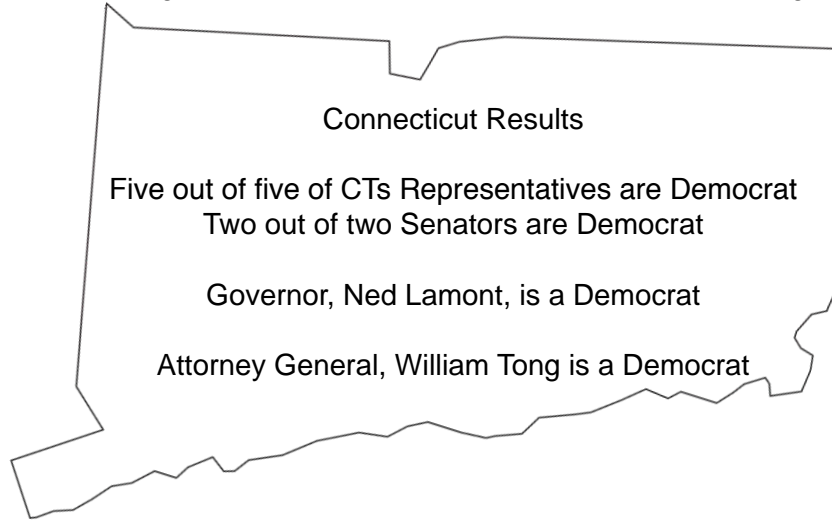 Connecticut Results
Five out of five of CTs Representatives are Democrat
Two out of two Senators are Democrat
Governor, Ned Lamont, is a Democrat
Attorney General, William Tong is a Democrat